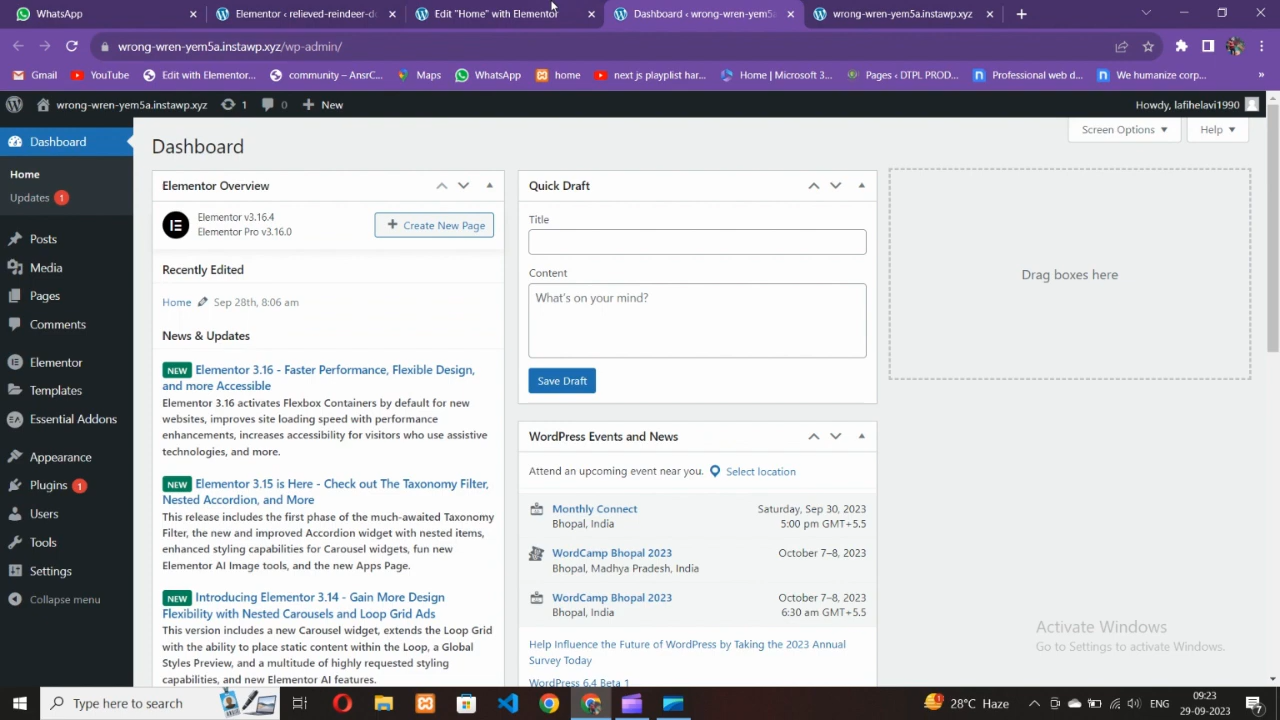 WhatsApp
Elementor ‹ relieved-reindeer-d
Edit "Home" with Elementor
Dashboard ‹ wrong-wren-yem5a
wrong-wren-yem5a.instawp.xyz/
wrong-wren-yem5a.instawp.xyz/wp-admin/
Gmail
YouTube
Edit with Elementor...
community – AnsrC...
Maps
WhatsApp
home
next js playlist har...
Home | Microsoft 3...
Pages ‹ DTPL PROD...
Professional web d...
We humanize corp...
wrong-wren-yem5a.instawp.xyz
1
0
New
Howdy, lafihelavi1990
Dashboard
Home
Updates 1
Posts
Media
Pages
Comments
Elementor
Templates
Essential Addons
Appearance
Plugins 1
Users
Tools
Settings
Collapse menu
Screen Options
Help
Dashboard
Elementor Overview
Elementor v3.16.4
Elementor Pro v3.16.0
Create New Page
Recently Edited
Home Sep 28th, 8:06 am
News & Updates
NEW Elementor 3.16 - Faster Performance, Flexible Design,
and more Accessible
Elementor 3.16 activates Flexbox Containers by default for new
websites, improves site loading speed with performance
enhancements, increases accessibility for visitors who use assistive
technologies, and more.
NEW Elementor 3.15 is Here - Check out The Taxonomy Filter,
Nested Accordion, and More
This release includes the first phase of the much-awaited Taxonomy
Filter, the new and improved Accordion widget with nested items,
enhanced styling capabilities for Carousel widgets, fun new
Elementor AI Image tools, and the new Apps Page.
NEW Introducing Elementor 3.14 - Gain More Design
Flexibility with Nested Carousels and Loop Grid Ads
This version includes a new Carousel widget, extends the Loop Grid
with the ability to place static content within the Loop, a Global
Styles Preview, and a multitude of highly requested styling
capabilities, and new Elementor AI features.
Quick Draft
Title
Content
What's on your mind?
Save Draft
WordPress Events and News
Attend an upcoming event near you. Select location
Monthly Connect Saturday, Sep 30, 2023
Bhopal, India 5:00 pm GMT+5.5
WordCamp Bhopal 2023 October 7–8, 2023
Bhopal, Madhya Pradesh, India
WordCamp Bhopal 2023 October 7–8, 2023
Bhopal, India 6:30 am GMT+5.5
Help Influence the Future of WordPress by Taking the 2023 Annual
Survey Today
WordPress 6.4 Beta 1
Drag boxes here
Activate Windows
Go to Settings to activate Windows.
Type here to search
28°C Haze
ENG
09:23
29-09-2023
7